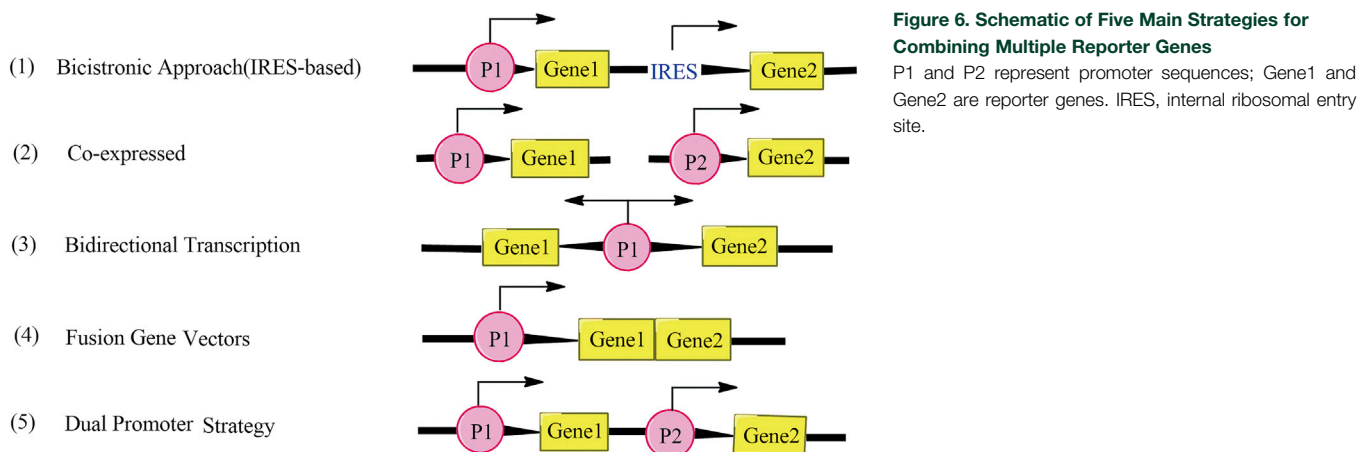 (1) Bicistronic Approach(IRES-based)
P1 Gene1 IRES Gene2
(2) Co-expressed
P1 Gene1 P2 Gene2
(3) Bidirectional Transcription
Gene1 P1 Gene2
(4) Fusion Gene Vectors
P1 Gene1 Gene2
(5) Dual Promoter Strategy
P1 Gene1 P2 Gene2
Figure 6. Schematic of Five Main Strategies for
Combining Multiple Reporter Genes
P1 and P2 represent promoter sequences; Gene1 and
Gene2 are reporter genes. IRES, internal ribosomal entry
site.